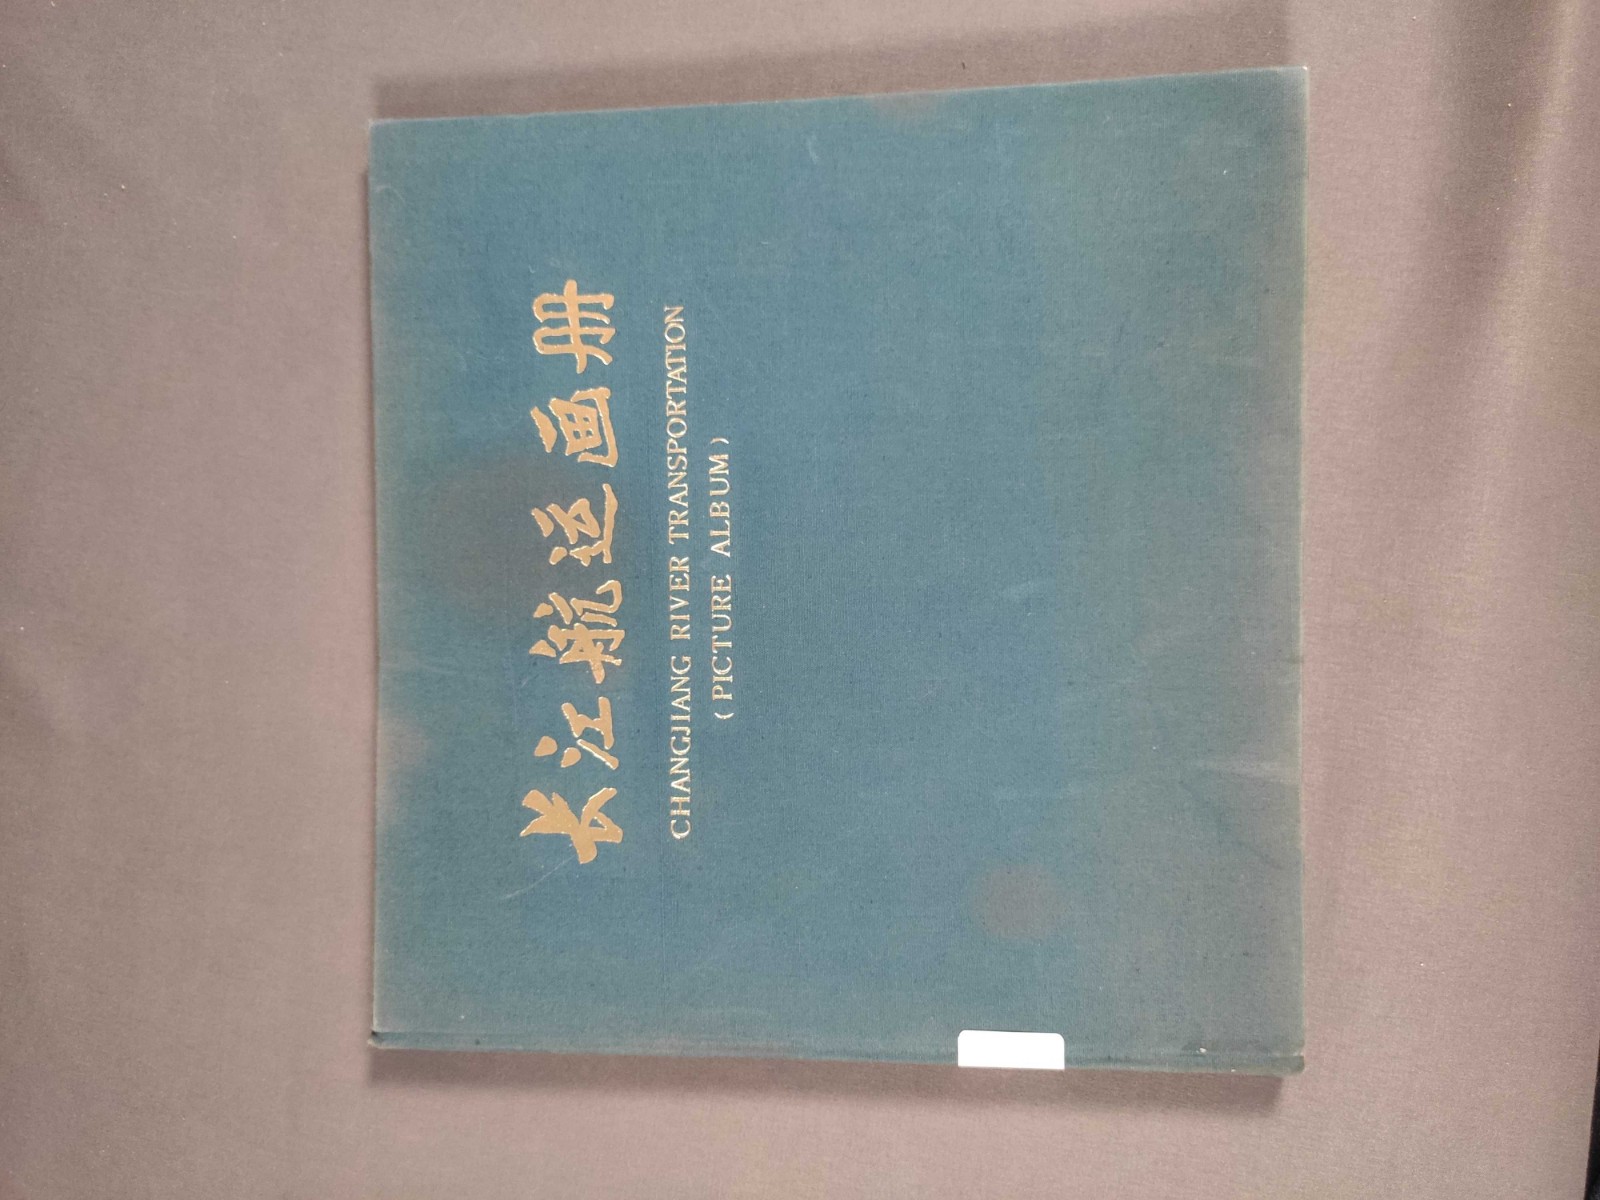 长江航运画册
CHANGJIANG RIVER TRANSPORTATION
(PICTURE ALBUM)